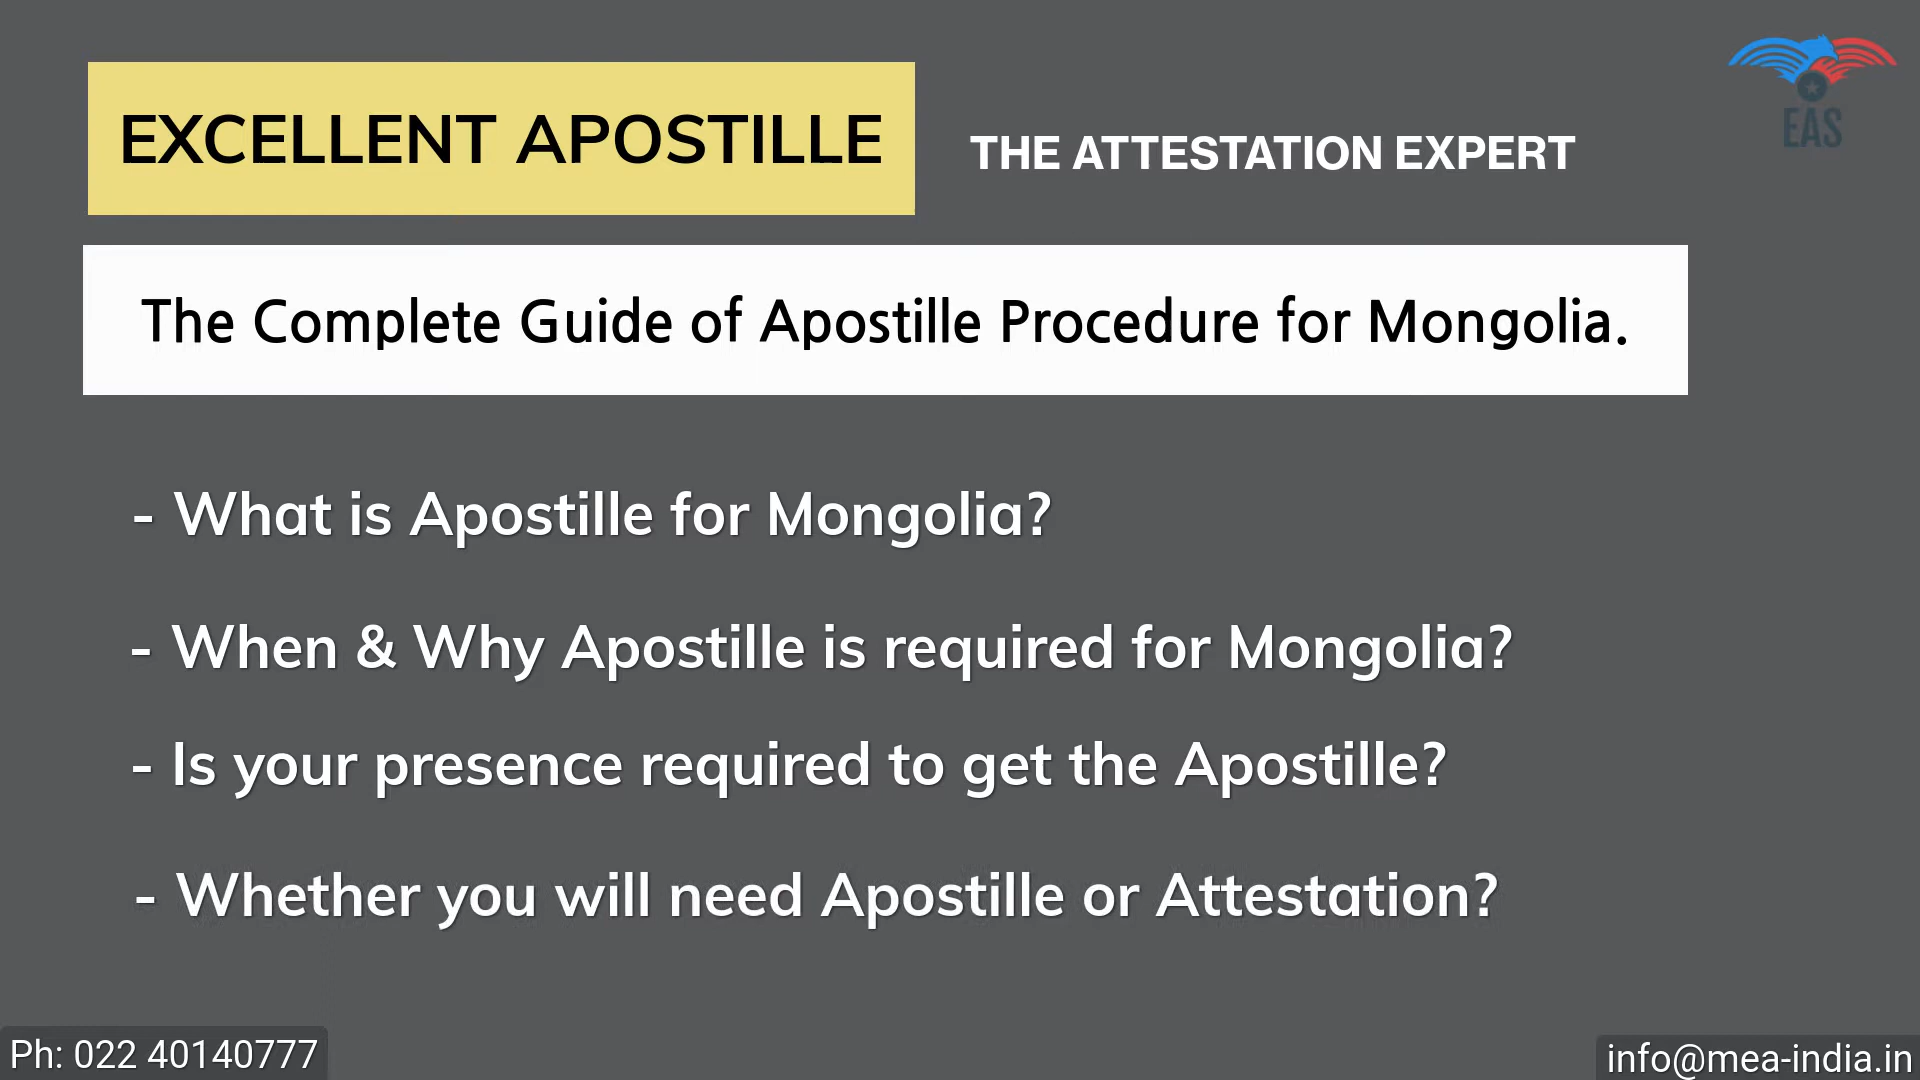 EXCELLENT APOSTILLE
THE ATTESTATION EXPERT
EAS
The Complete Guide of Apostille Procedure for Mongolia.
- What is Apostille for Mongolia?
- When & Why Apostille is required for Mongolia?
- Is your presence required to get the Apostille?
- Whether you will need Apostille or Attestation?
Ph: 022 40140777
info@mea-india.in